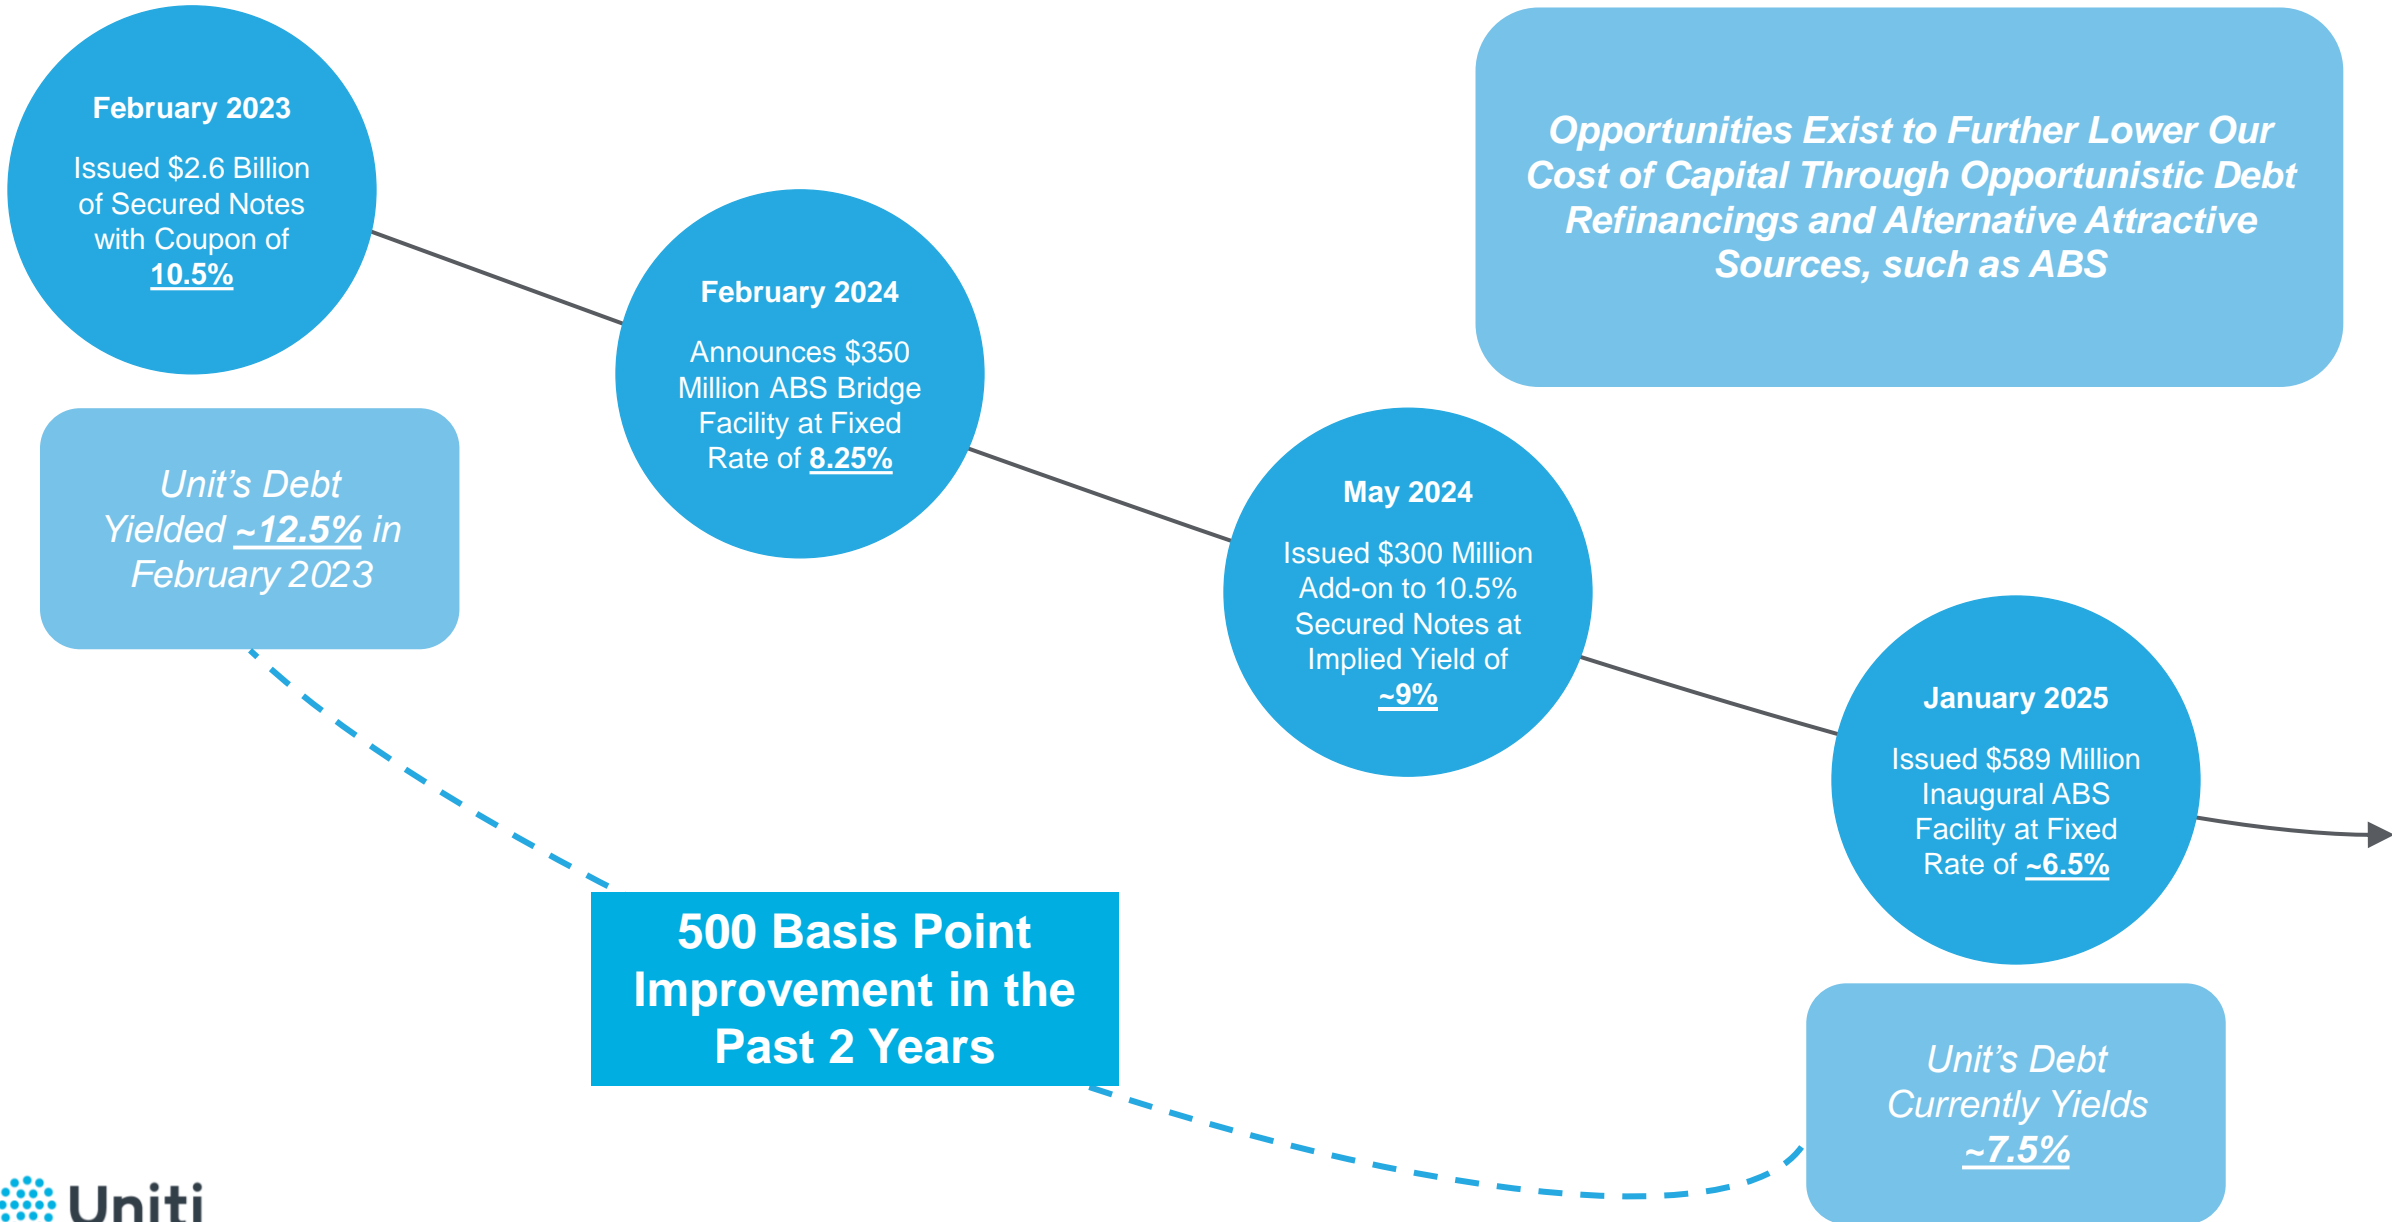 February 2023
Issued $2.6 Billion
of Secured Notes
with Coupon of
10.5%
Opportunities Exist to Further Lower Our
Cost of Capital Through Opportunistic Debt
Refinancings and Alternative Attractive
Sources, such as ABS
February 2024
Announces $350
Million ABS Bridge
Facility at Fixed
Rate of 8.25%
Unit’s Debt
Yielded ~12.5% in
February 2023
May 2024
Issued $300 Million
Add-on to 10.5%
Secured Notes at
Implied Yield of
~9%
January 2025
Issued $589 Million
Inaugural ABS
Facility at Fixed
Rate of ~6.5%
500 Basis Point
Improvement in the
Past 2 Years
Unit’s Debt
Currently Yields
~7.5%
Uniti